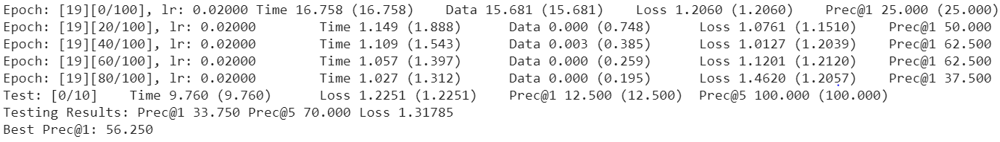 Epoch: [19][0/100], lr: 0.02000 Time 16.758 (16.758) Data 15.681 (15.681) Loss 1.2060 (1.2060) Prec@1 25.000 (25.000)
Epoch: [19][20/100], lr: 0.02000 Time 1.149 (1.888) Data 0.000 (0.748) Loss 1.0761 (1.1510) Prec@1 50.000
Epoch: [19][40/100], lr: 0.02000 Time 1.109 (1.543) Data 0.003 (0.385) Loss 1.0127 (1.2039) Prec@1 62.500
Epoch: [19][60/100], lr: 0.02000 Time 1.057 (1.397) Data 0.000 (0.259) Loss 1.1201 (1.2120) Prec@1 62.500
Epoch: [19][80/100], lr: 0.02000 Time 1.027 (1.312) Data 0.000 (0.195) Loss 1.4620 (1.2057) Prec@1 37.500
Test: [0/10] Time 9.760 (9.760) Loss 1.2251 (1.2251) Prec@1 12.500 (12.500) Prec@5 100.000 (100.000)
Testing Results: Prec@1 33.750 Prec@5 70.000 Loss 1.31785
Best Prec@1: 56.250